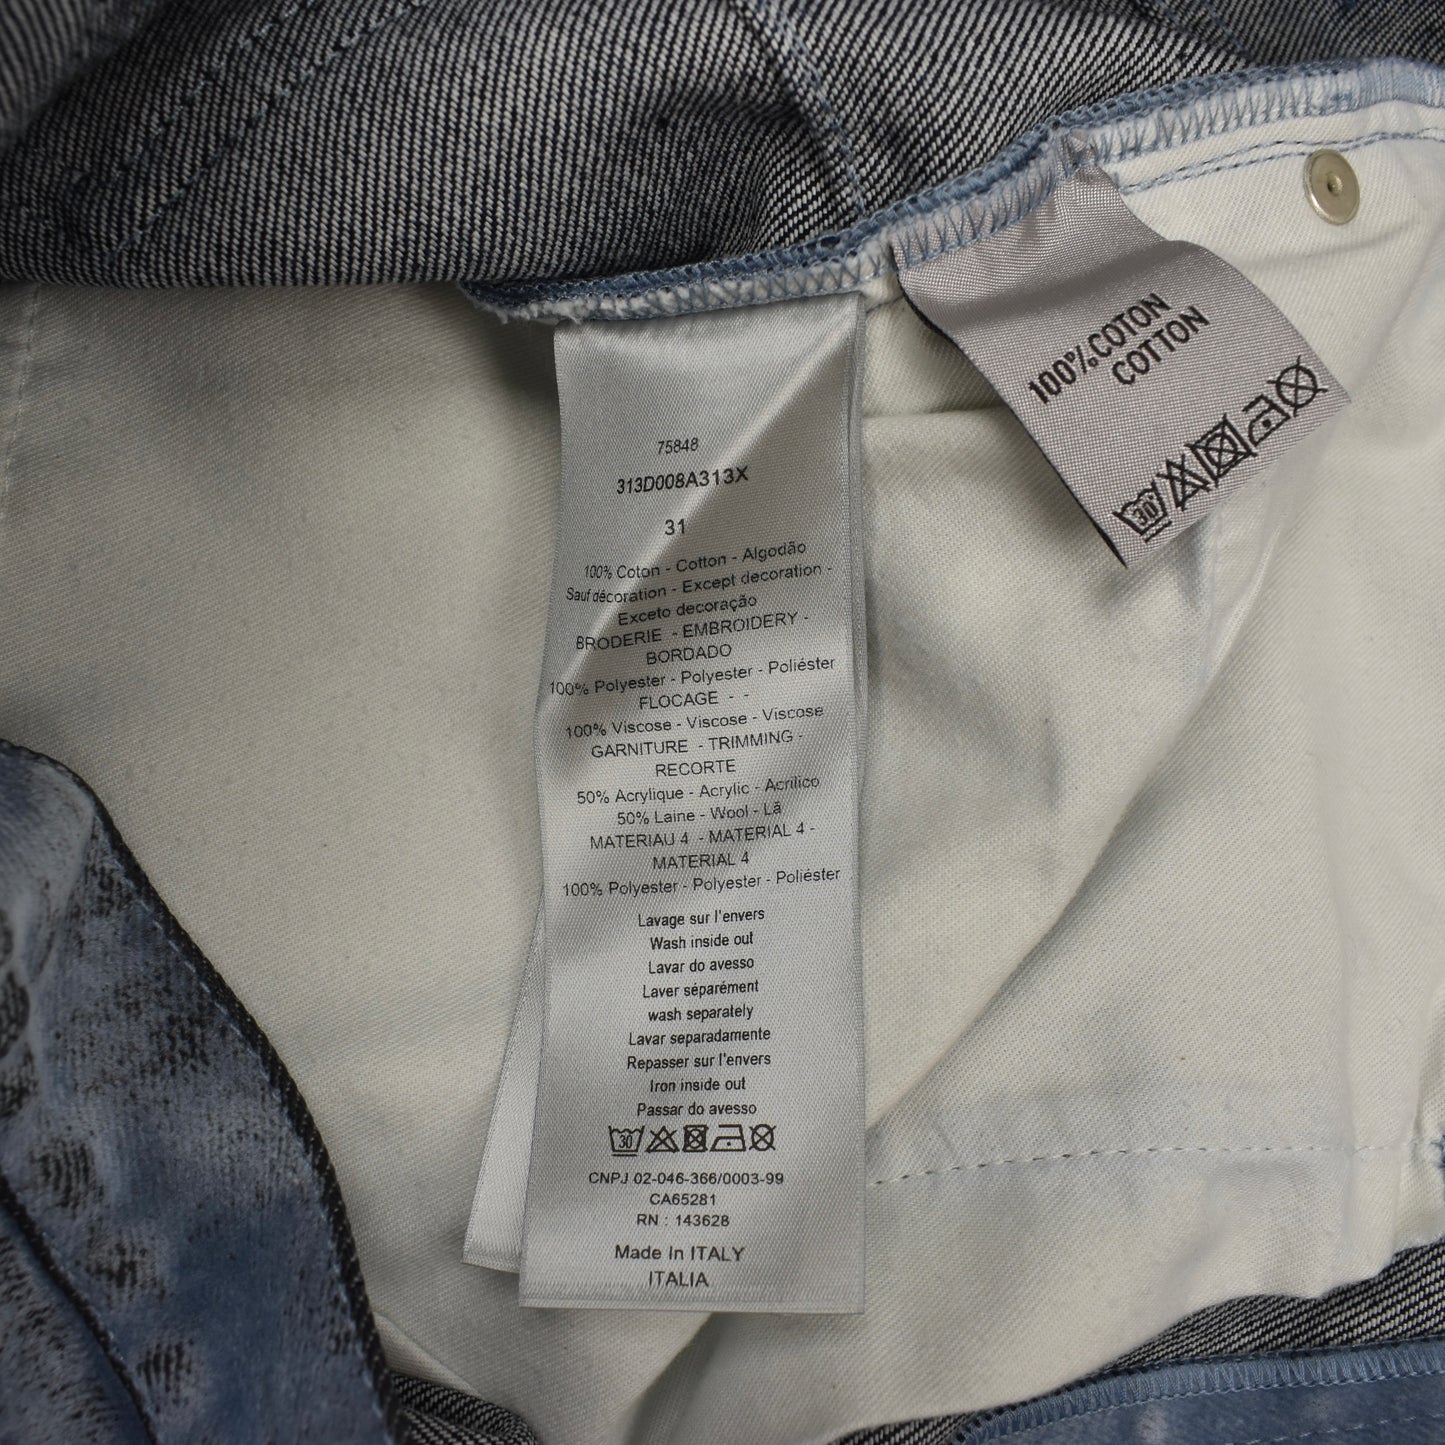 75848
313D008A313X
31
100% Coton - Cotton - Algodão
Sauf décoration - Except decoration -
Exceto decoração
BRODERIE - EMBROIDERY -
BORDADO
100% Polyester - Polyester - Poliéster
FLOCAGE - -
100% Viscose - Viscose - Viscose
GARNITURE - TRIMMING -
RECORTE
50% Acrylique - Acrylic - Acrílico
50% Laine - Wool - Lã
MATERIAU 4 - MATERIAL 4 -
MATERIAL 4
100% Polyester - Polyester - Poliéster
Lavage sur l'envers
Wash inside out
Lavar do avesso
Laver séparément
wash separately
Lavar separadamente
Repasser sur l'envers
Iron inside out
Passar do avesso
30
CNPJ 02-046-366/0003-99
CA65281
RN : 143628
Made In ITALY
ITALIA
100% COTON
COTTON
30°